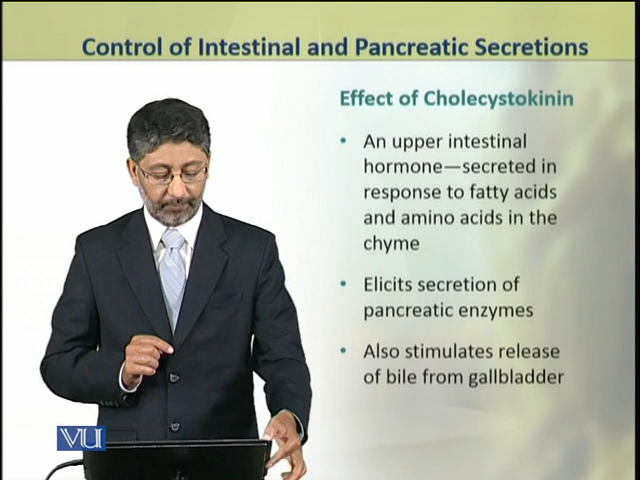 Control of Intestinal and Pancreatic Secretions
Effect of Cholecystokinin
• An upper intestinal
hormone—secreted in
response to fatty acids
and amino acids in the
chyme
• Elicits secretion of
pancreatic enzymes
• Also stimulates release
of bile from gallbladder
VU